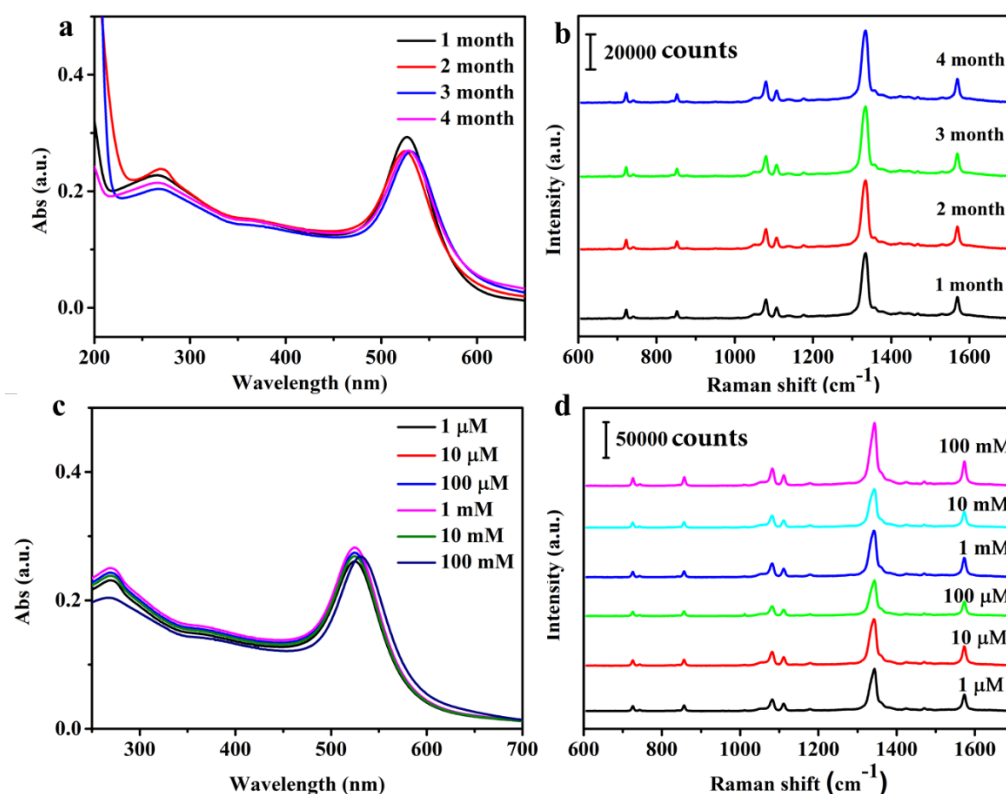 a
1 month
2 month
3 month
4 month
0.4
0.2
0.0
Abs (a.u.)
200 300 400 500 600
Wavelength (nm)
b
20000 counts
4 month
3 month
2 month
1 month
Intensity (a.u.)
600 800 1000 1200 1400 1600
Raman shift (cm⁻¹)
c
1 μM
10 μM
100 μM
1 mM
10 mM
100 mM
0.4
0.2
0.0
Abs (a.u.)
300 400 500 600 700
Wavelength (nm)
d
50000 counts
100 mM
10 mM
1 mM
100 μM
10 μM
1 μM
Intensity (a.u.)
600 800 1000 1200 1400 1600
Raman shift (cm⁻¹)